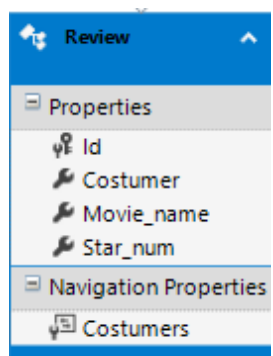 Review
Properties
Id
Costumer
Movie_name
Star_num
Navigation Properties
Costumers